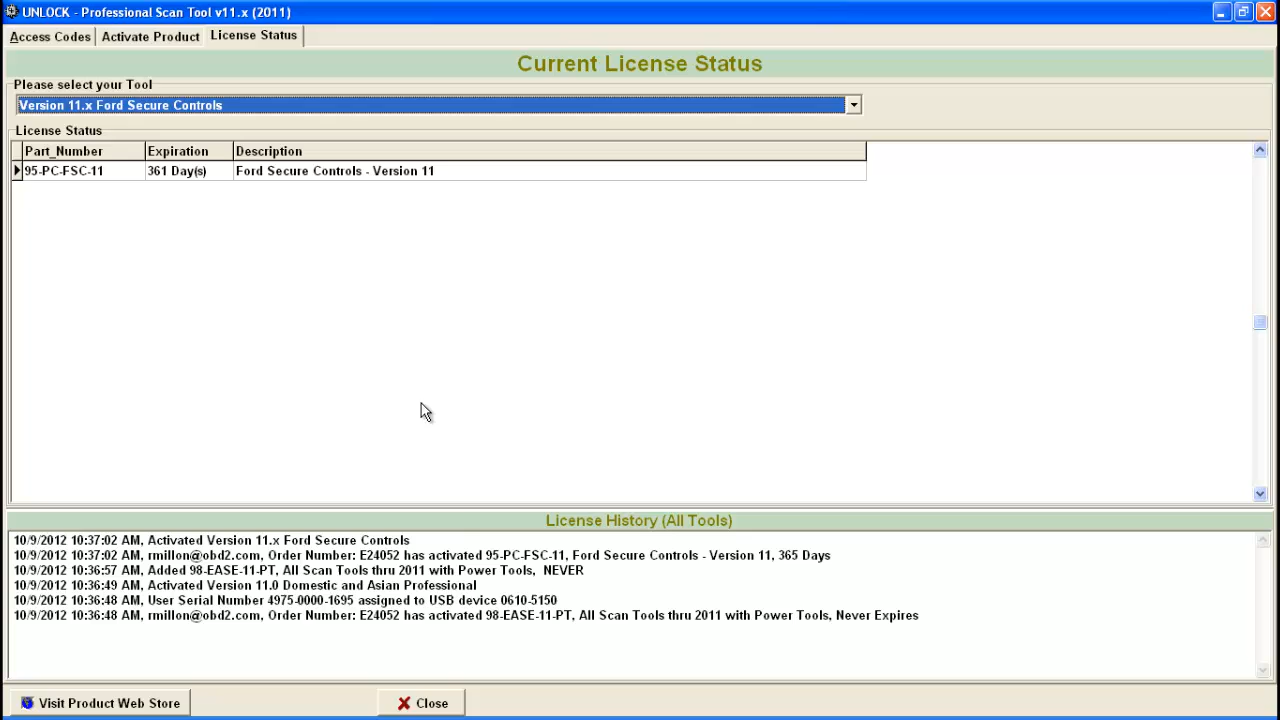 UNLOCK - Professional Scan Tool v11.x (2011)
Access Codes Activate Product License Status
Current License Status
Please select your Tool
Version 11.x Ford Secure Controls
License Status
Part_Number Expiration Description
95-PC-FSC-11 361 Day(s) Ford Secure Controls - Version 11
License History (All Tools)
10/9/2012 10:37:02 AM, Activated Version 11.x Ford Secure Controls
10/9/2012 10:37:02 AM, rmillon@obd2.com, Order Number: E24052 has activated 95-PC-FSC-11, Ford Secure Controls - Version 11, 365 Days
10/9/2012 10:36:57 AM, Added 98-EASE-11-PT, All Scan Tools thru 2011 with Power Tools, NEVER
10/9/2012 10:36:49 AM, Activated Version 11.0 Domestic and Asian Professional
10/9/2012 10:36:48 AM, User Serial Number 4975-0000-1695 assigned to USB device 0610-5150
10/9/2012 10:36:48 AM, rmillon@obd2.com, Order Number: E24052 has activated 98-EASE-11-PT, All Scan Tools thru 2011 with Power Tools, Never Expires
Visit Product Web Store Close